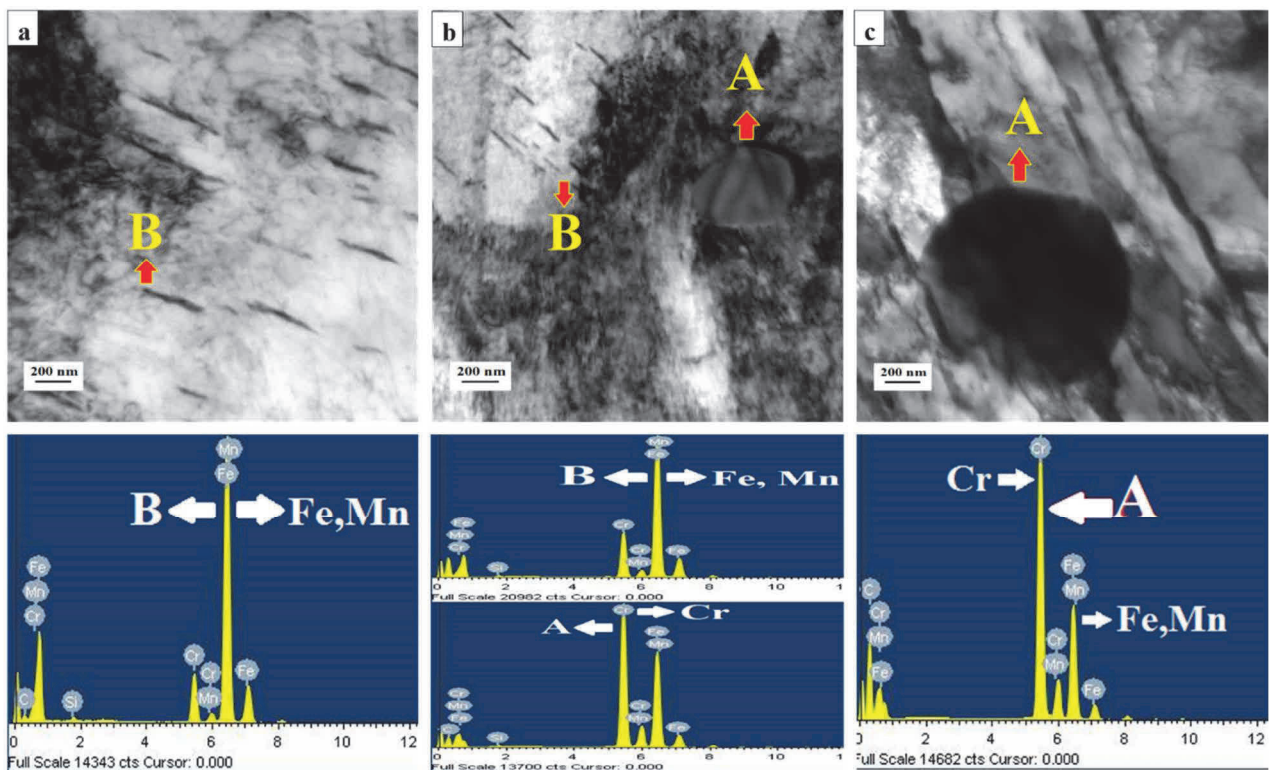 a
B
200 nm
b
A
B
200 nm
c
A
200 nm
Mn
Fe
B
Fe,Mn
Fe
Mn
Cr
C
Si
Cr
Cr
Mn
Fe
0 2 4 6 8 10 12
Full Scale 14343 cts Cursor: 0.000
Mn
Fe
B
Fe, Mn
Fe
Mn
Cr
Si
Cr
Cr
Mn
Fe
0 2 4 6 8 10 1
Full Scale 20982 cts Cursor: 0.000
Cr
Cr
A
Fe
Mn
Cr
Mn
Fe
Cr
Mn
Fe
0 2 4 6 8 10 1
Full Scale 13700 cts Cursor: 0.000
Cr
Cr
A
Fe
Mn
Fe,Mn
C
Cr
Mn
Fe
Cr
Mn
Fe
0 2 4 6 8 10 12
Full Scale 14682 cts Cursor: 0.000